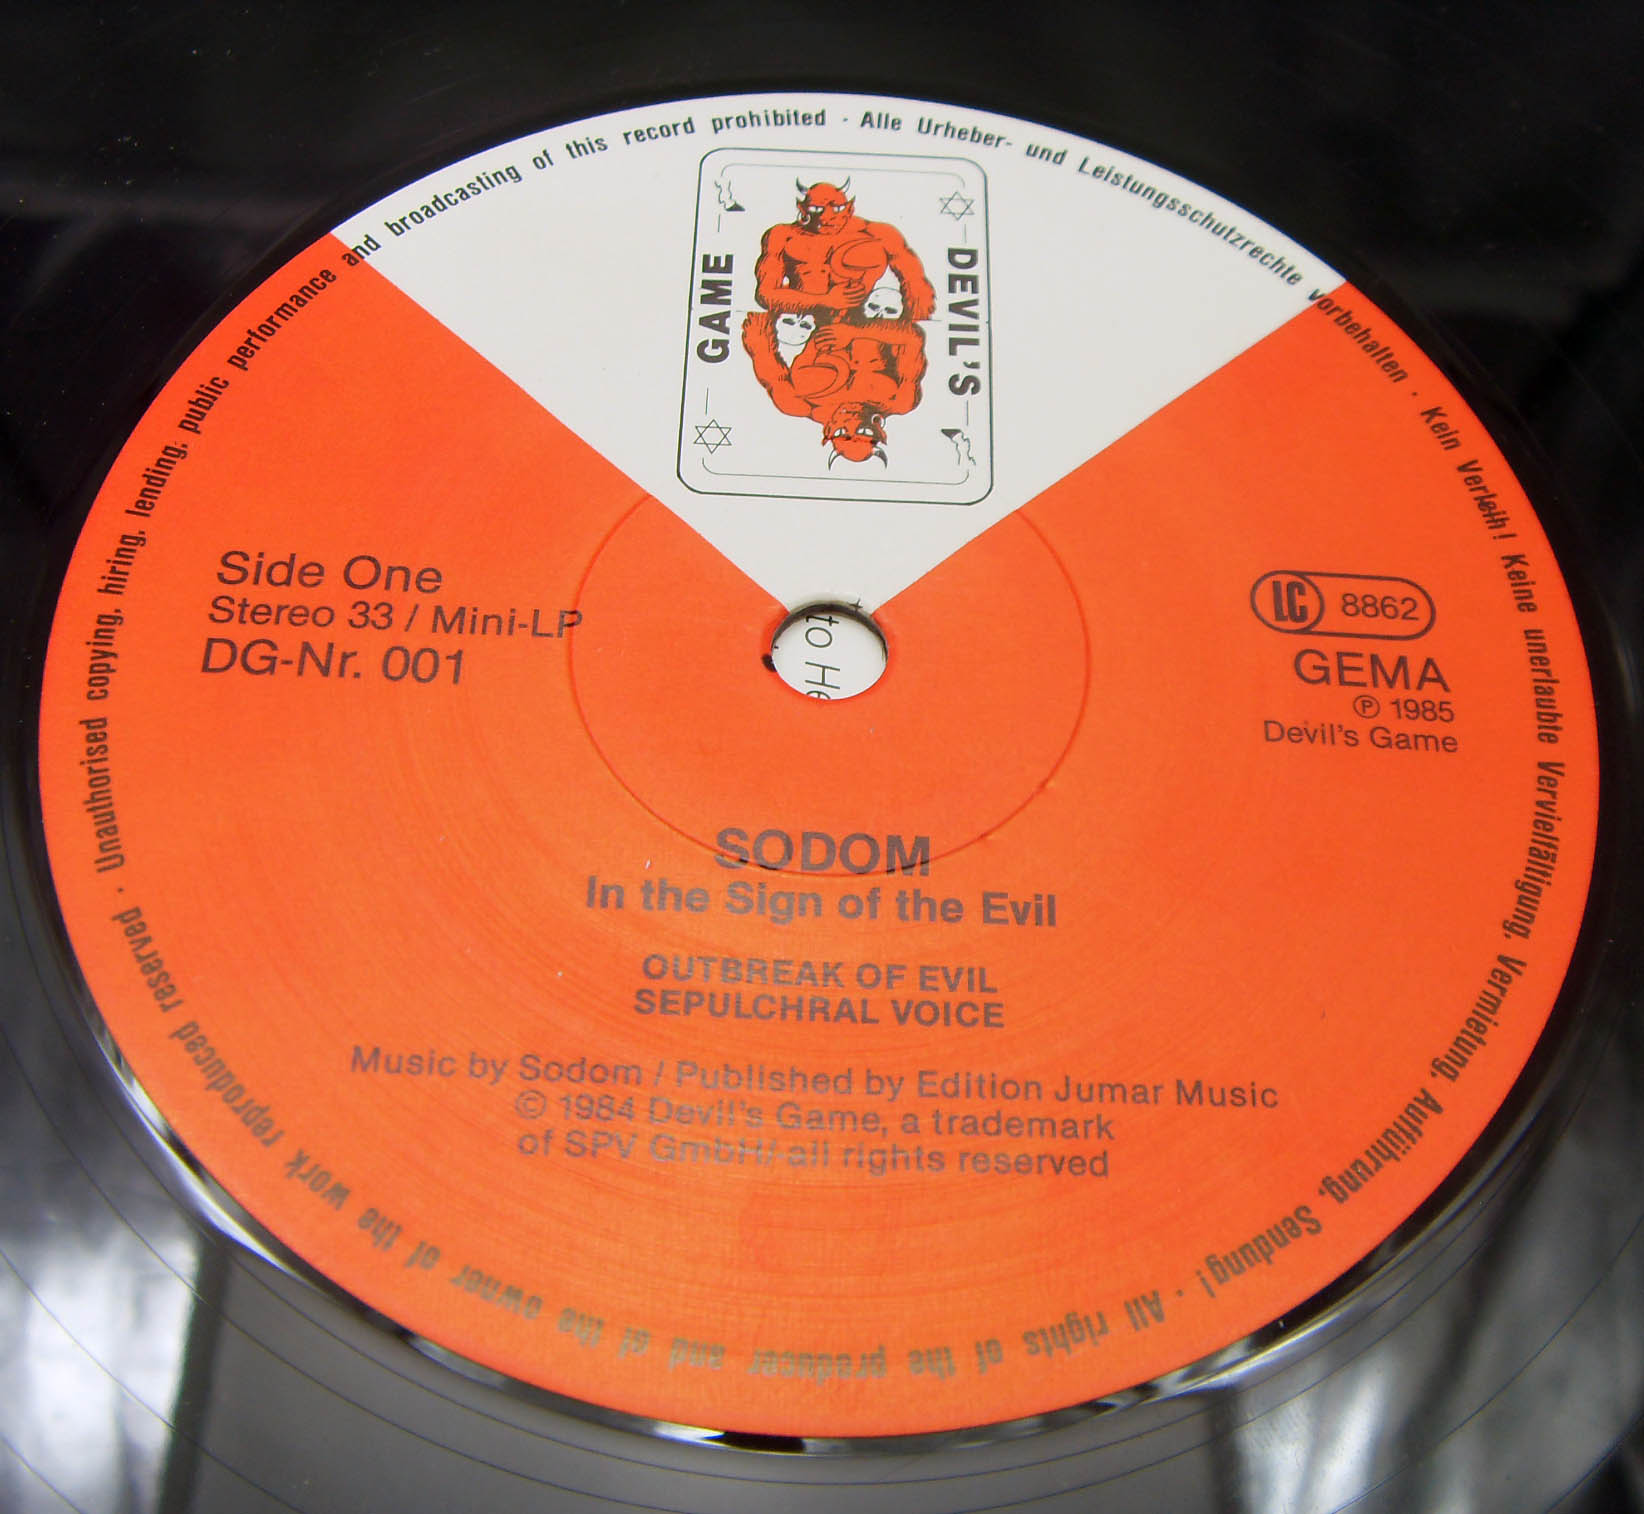 Unauthorised copying, hiring, lending, public performance and broadcasting of this record prohibited · Alle Urheber- und Leistungsschutzrechte vorbehalten · Kein Verleih! Keine unerlaubte Vervielfältigung, Vermietung, Aufführung, Sendung! · All rights of the producer and of the owner of the work reproduced reserved ·
GAME
DEVIL'S
Side One
Stereo 33 / Mini-LP
DG-Nr. 001
to He
LC 8862
GEMA
℗ 1985
Devil's Game
SODOM
In the Sign of the Evil
OUTBREAK OF EVIL
SEPULCHRAL VOICE
Music by Sodom / Published by Edition Jumar Music
© 1984 Devil's Game, a trademark
of SPV GmbH/all rights reserved